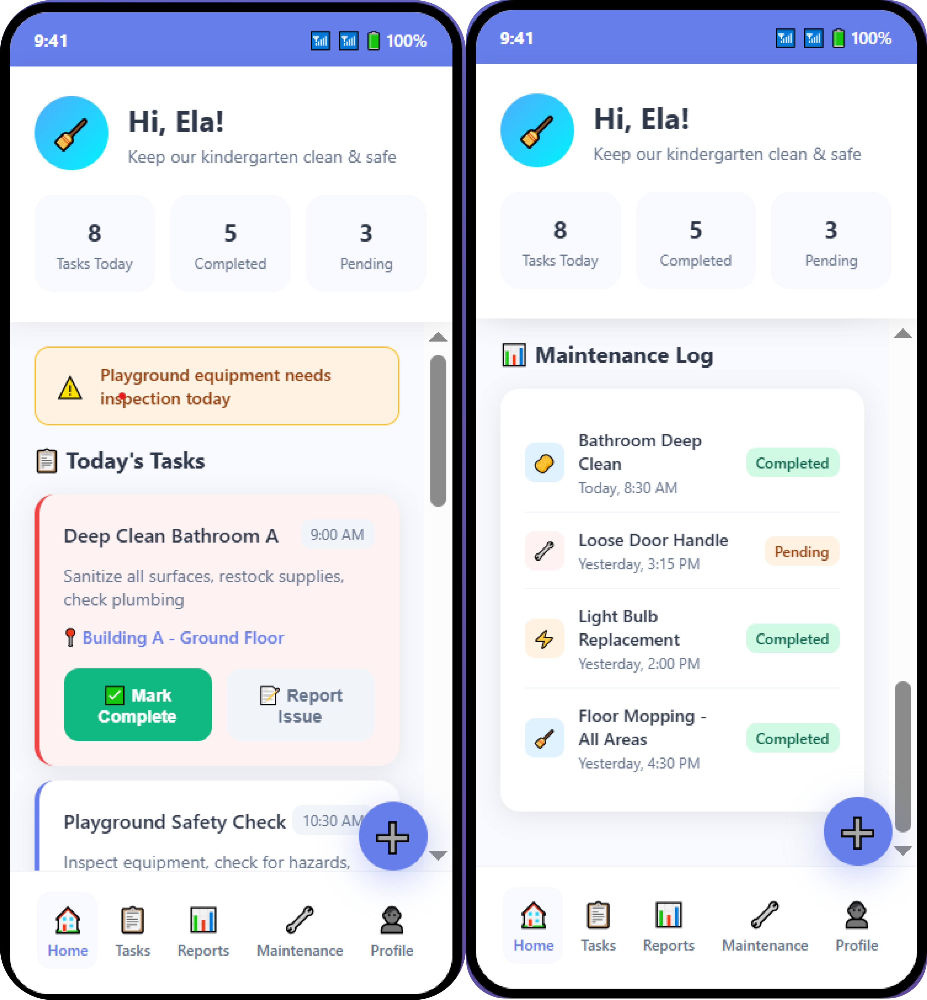 9:41
100%
Hi, Ela!
Keep our kindergarten clean & safe
8
Tasks Today
5
Completed
3
Pending
Playground equipment needs
inspection today
Today's Tasks
Deep Clean Bathroom A
9:00 AM
Sanitize all surfaces, restock supplies,
check plumbing
Building A - Ground Floor
Mark
Complete
Report
Issue
Playground Safety Check
10:30 AM
Inspect equipment, check for hazards,
Home
Tasks
Reports
Maintenance
Profile
9:41
100%
Hi, Ela!
Keep our kindergarten clean & safe
8
Tasks Today
5
Completed
3
Pending
Maintenance Log
Bathroom Deep
Clean
Today, 8:30 AM
Completed
Loose Door Handle
Yesterday, 3:15 PM
Pending
Light Bulb
Replacement
Yesterday, 2:00 PM
Completed
Floor Mopping -
All Areas
Yesterday, 4:30 PM
Completed
Home
Tasks
Reports
Maintenance
Profile